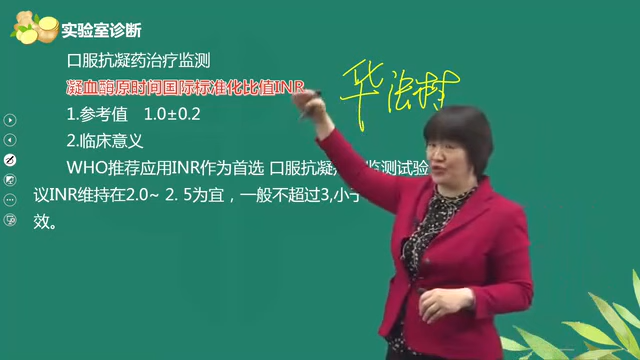 实验室诊断
口服抗凝药治疗监测
凝血酶原时间国际标准化比值INR
华法林
1.参考值 1.0±0.2
2.临床意义
WHO推荐应用INR作为首选 口服抗凝 监测试验
议INR维持在2.0~ 2. 5为宜，一般不超过3,小于
效。